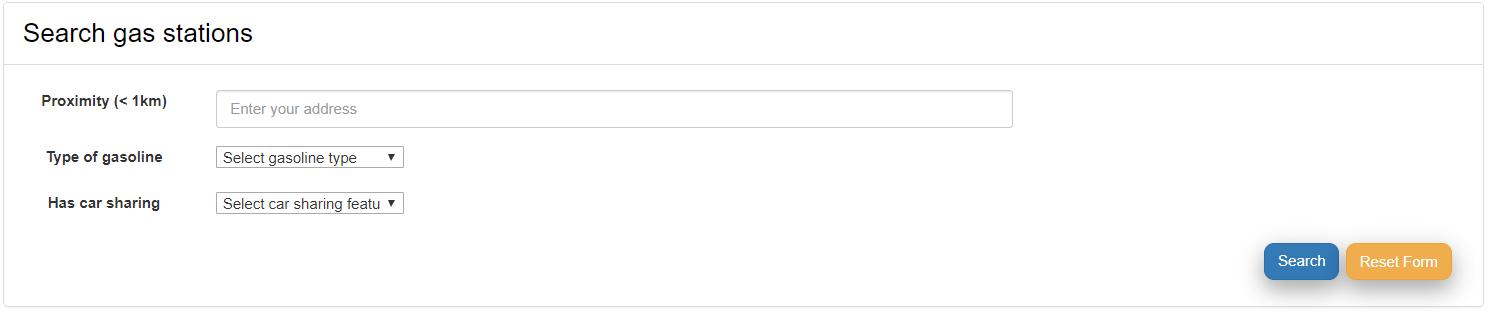 Search gas stations
Proximity (< 1km)
Enter your address
Type of gasoline
Select gasoline type
Has car sharing
Select car sharing featu
Search
Reset Form